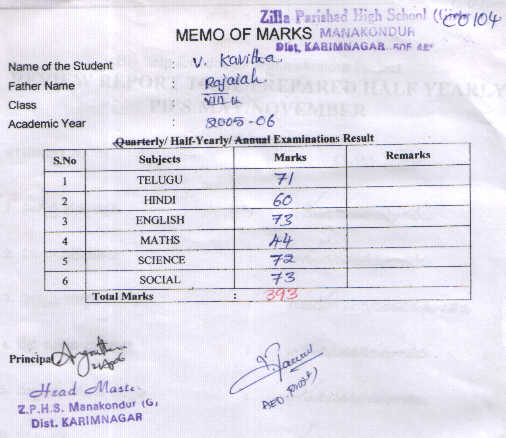 Zilla Parishad High School
CO104
MEMO OF MARKS MANAKONDUR
Dist. KARIMNAGAR 505
Name of the Student : V. Kavitha
Father Name : Rajaiah
Class : VIII
Academic Year : 2005-06
Quarterly/ Half-Yearly/ Annual Examinations Result
S.No Subjects Marks Remarks
1 TELUGU 71
2 HINDI 60
3 ENGLISH 73
4 MATHS 44
5 SCIENCE 72
6 SOCIAL 73
Total Marks : 393
Principal
Head Master
Z.P.H.S. Manakondur (G)
Dist. KARIMNAGAR